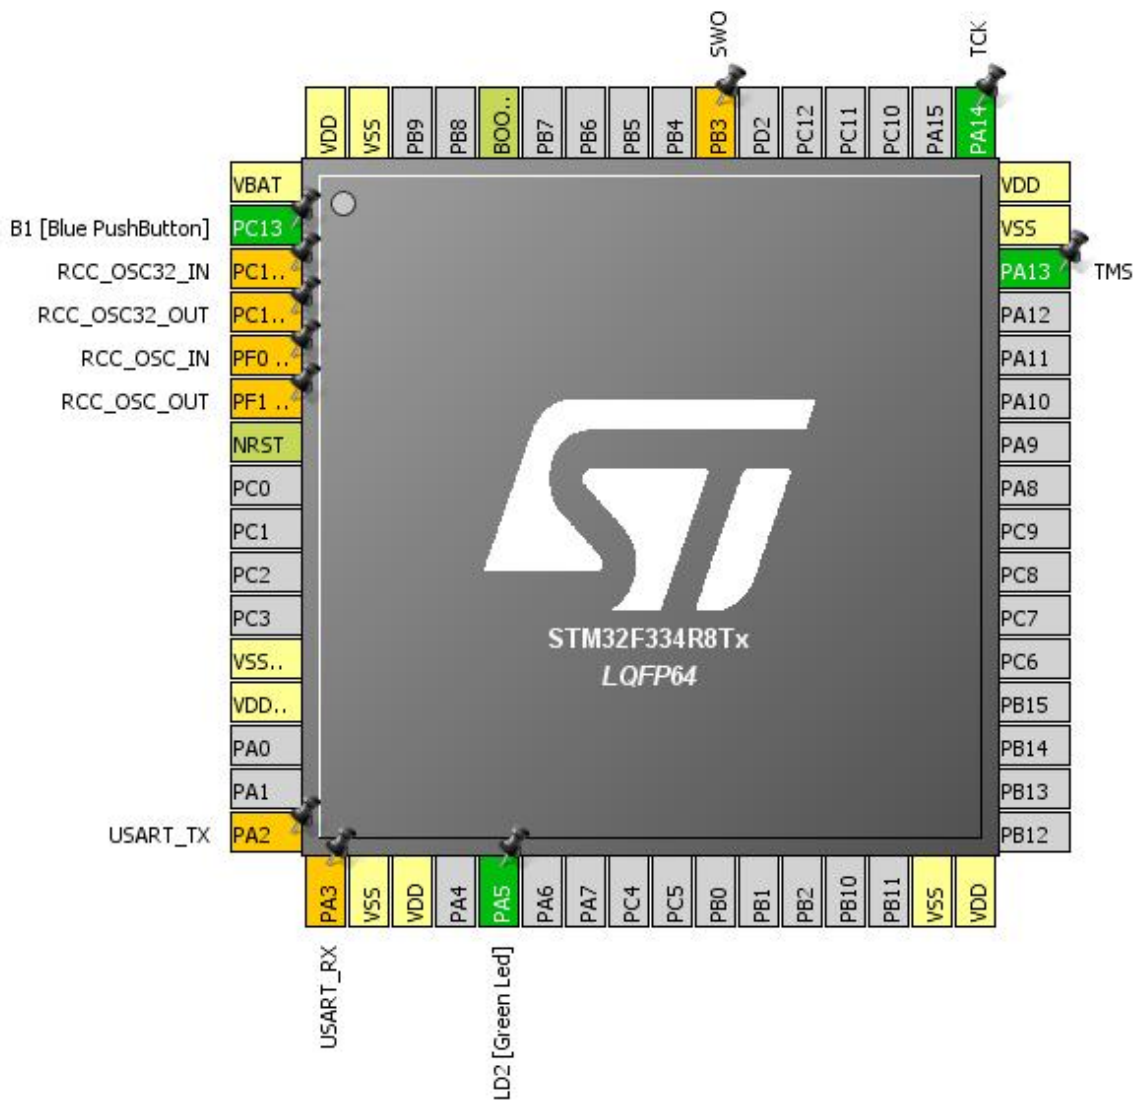 SWO
TCK
VDD
VSS
PB9
PB8
BOO..
PB7
PB6
PB5
PB4
PB3
PD2
PC12
PC11
PC10
PA15
PA14
VBAT
B1 [Blue PushButton] PC13
RCC_OSC32_IN PC1..
RCC_OSC32_OUT PC1..
RCC_OSC_IN PF0 ..
RCC_OSC_OUT PF1 ..
NRST
PC0
PC1
PC2
PC3
VSS..
VDD..
PA0
PA1
USART_TX PA2
ST
STM32F334R8Tx
LQFP64
VDD
VSS
PA13 TMS
PA12
PA11
PA10
PA9
PA8
PC9
PC8
PC7
PC6
PB15
PB14
PB13
PB12
PA3
VSS
VDD
PA4
PA5
PA6
PA7
PC4
PC5
PB0
PB1
PB2
PB10
PB11
VSS
VDD
USART_RX
LD2 [Green Led]